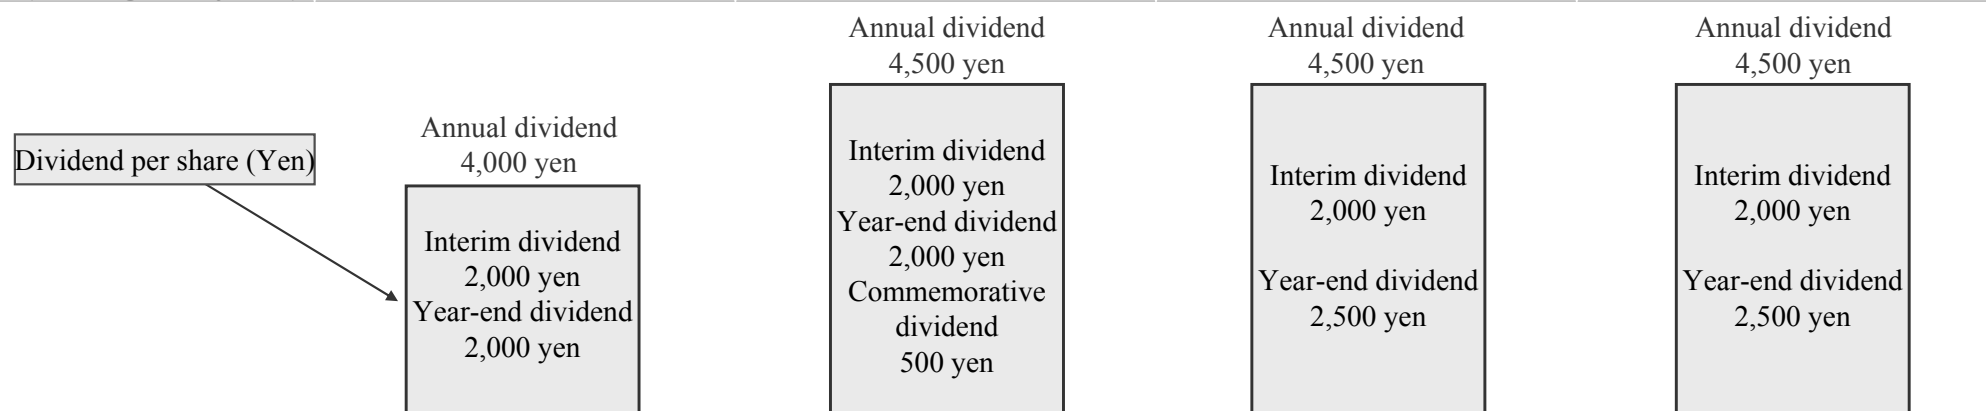 Dividend per share (Yen)
Annual dividend
4,000 yen
Interim dividend
2,000 yen
Year-end dividend
2,000 yen
Annual dividend
4,500 yen
Interim dividend
2,000 yen
Year-end dividend
2,000 yen
Commemorative
dividend
500 yen
Annual dividend
4,500 yen
Interim dividend
2,000 yen
Year-end dividend
2,500 yen
Annual dividend
4,500 yen
Interim dividend
2,000 yen
Year-end dividend
2,500 yen